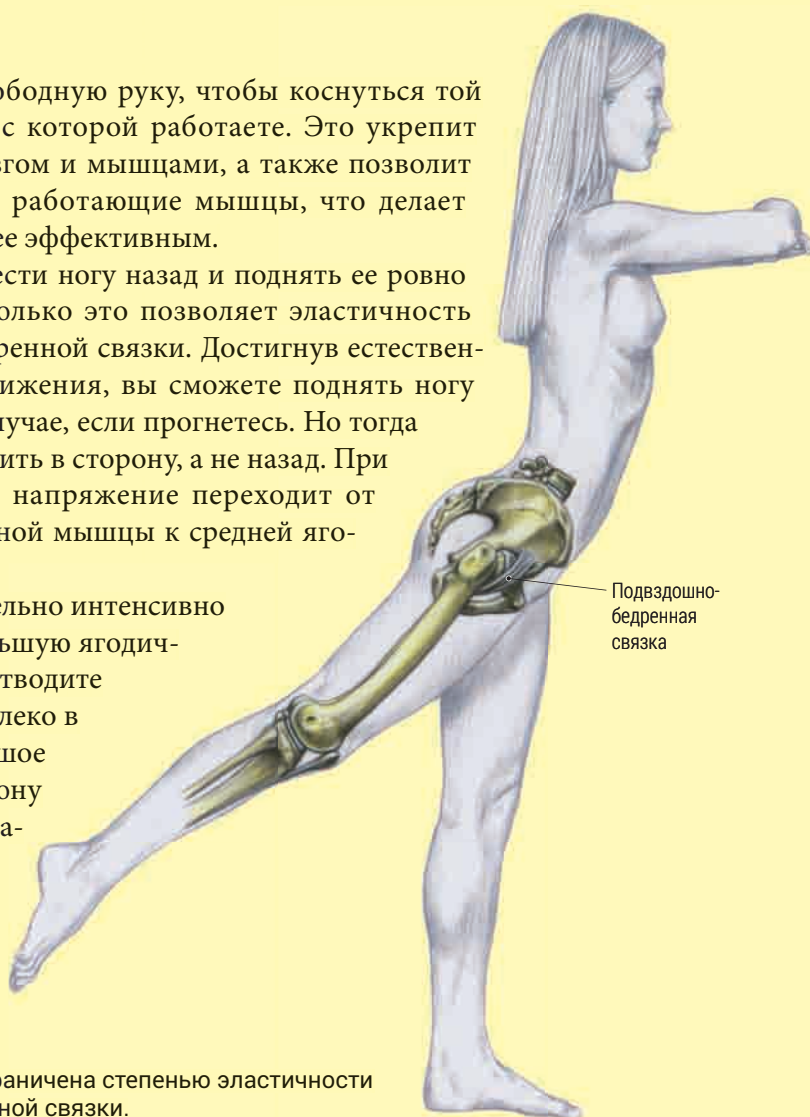 ободную руку, чтобы коснуться той
с которой работаете. Это укрепит
згом и мышцами, а также позволит
работающие мышцы, что делает
ее эффективным.
ести ногу назад и поднять ее ровно
олько это позволяет эластичность
ренной связки. Достигнув естествен-
ижения, вы сможете поднять ногу
лучае, если прогнетесь. Но тогда
ить в сторону, а не назад. При
напряжение переходит от
ной мышцы к средней яго-
ельно интенсивно
ьшую ягодич-
тводите
леко в
шое
ону
а-
Подвздошно-
бедренная
связка
раничена степенью эластичности
ной связки.